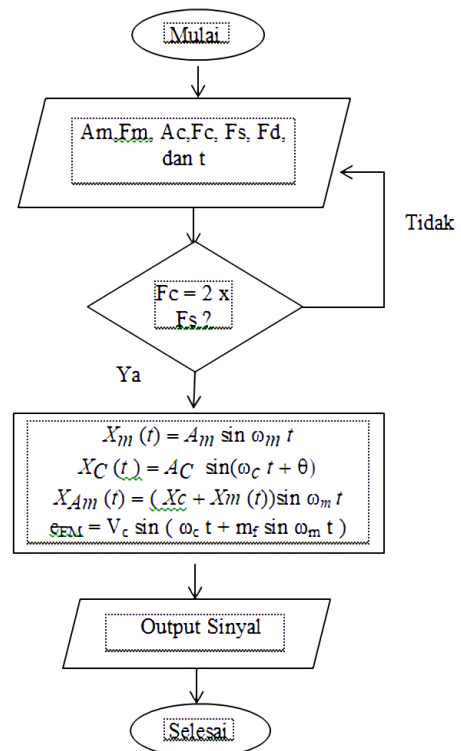 Mulai
Am,Fm, Ac,Fc, Fs, Fd,
dan t
Tidak
Fc = 2 x
Fs ?
Ya
Xm (t) = Am sin ωm t
XC (t ) = AC sin(ωc t + θ)
XAm (t) = ( Xc + Xm (t))sin ωm t
eFM = Vc sin ( ωc t + mf sin ωm t )
Output Sinyal
Selesai